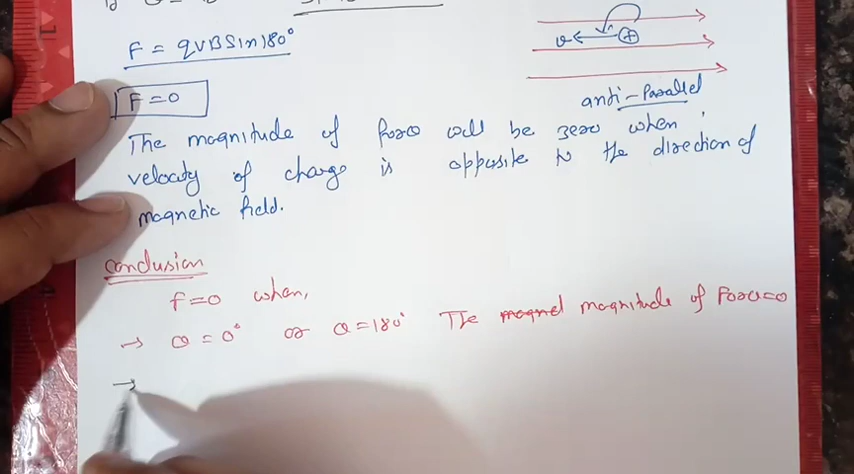 F = qVBSin180°
F = 0
υ ← +
anti-Parallel
The magnitude of force will be zero when
velocity of charge is opposite to the direction of
magnetic field.
Conclusion
F=0 when,
→ θ = 0° or θ = 180° The magnitude of Force=0
→